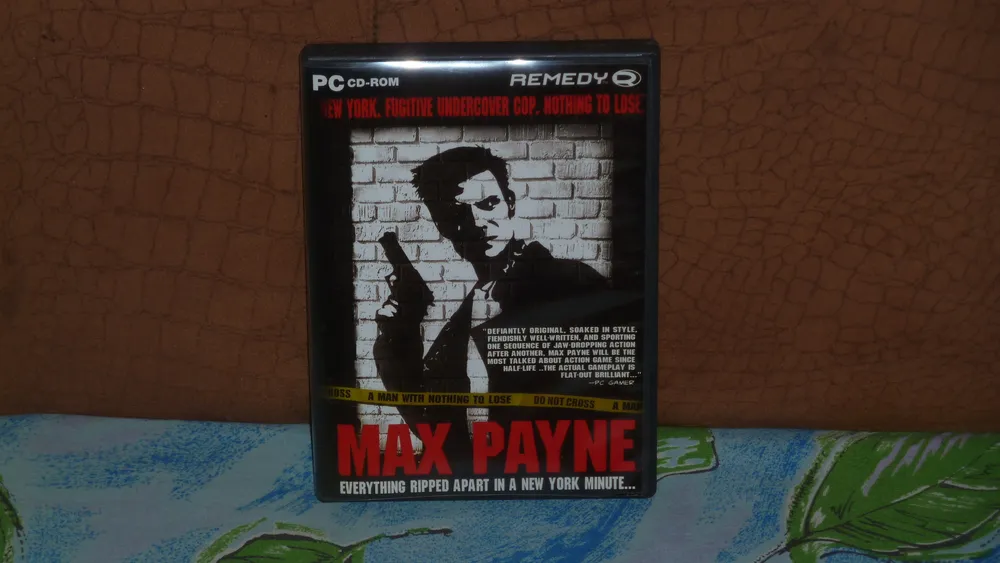 PC CD-ROM
REMEDY
NEW YORK. FUGITIVE UNDERCOVER COP. NOTHING TO LOSE.
"DEFIANTLY ORIGINAL, SOAKED IN STYLE,
FIENDISHLY WELL-WRITTEN, AND SPORTING
ONE SEQUENCE OF JAW-DROPPING ACTION
AFTER ANOTHER, MAX PAYNE WILL BE THE
MOST TALKED ABOUT ACTION GAME SINCE
HALF-LIFE ..THE ACTUAL GAMEPLAY IS
FLAT-OUT BRILLIANT..."
--PC GAMER
ROSS A MAN WITH NOTHING TO LOSE DO NOT CROSS A MAN
MAX PAYNE
EVERYTHING RIPPED APART IN A NEW YORK MINUTE...